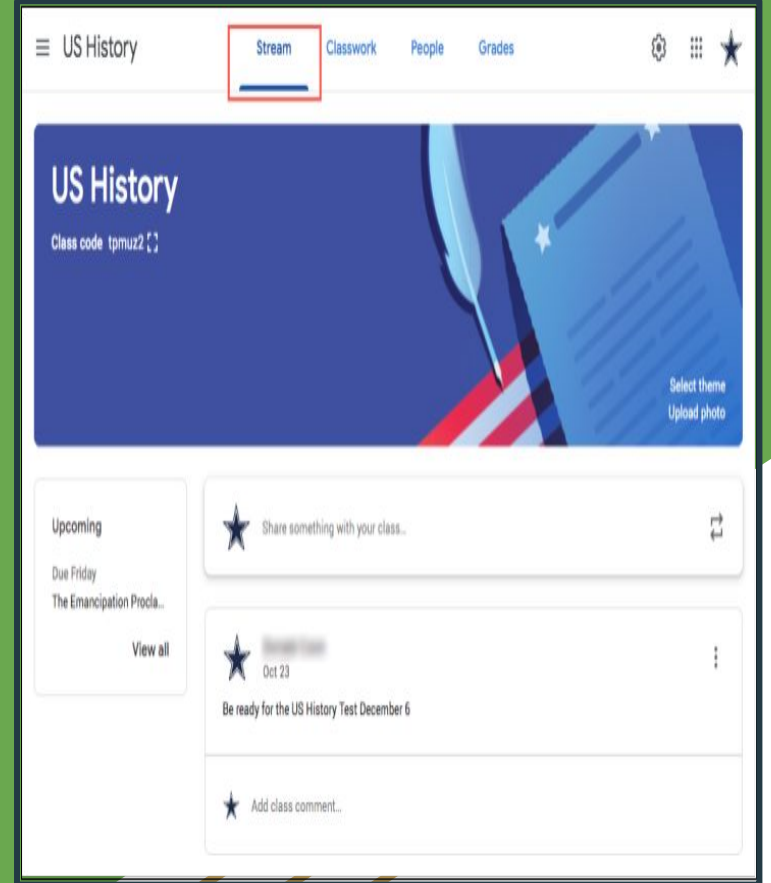 US History
Stream Classwork People Grades
US History
Class code tpmuz2
Select theme
Upload photo
Upcoming
Due Friday
The Emancipation Procla...
View all
Share something with your class...
Oct 23
Be ready for the US History Test December 6
Add class comment...